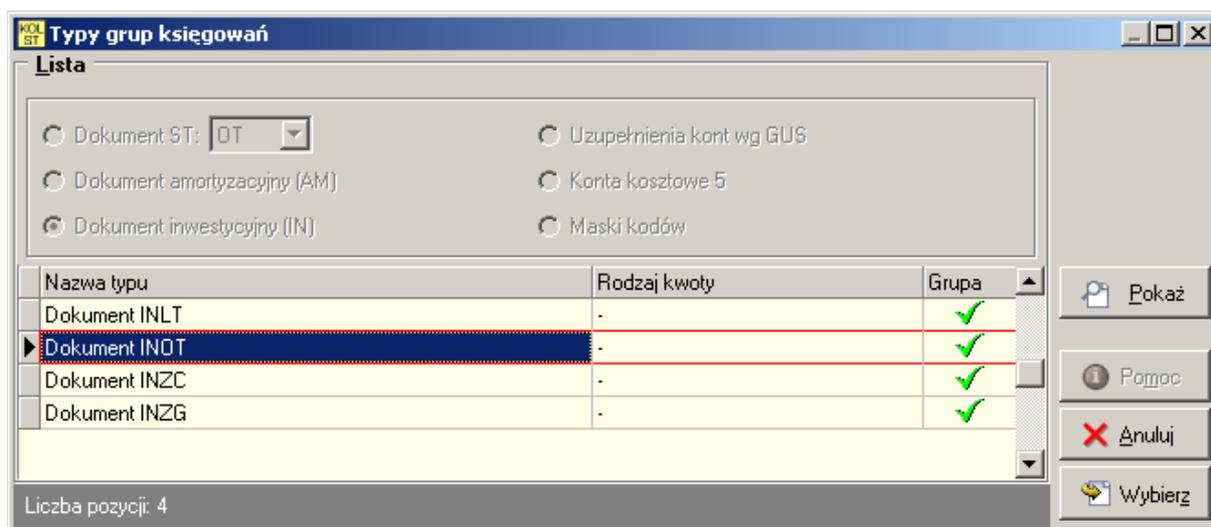 KOL ST Typy grup księgowań
Lista
Dokument ST: OT
Uzupełnienia kont wg GUS
Dokument amortyzacyjny (AM)
Konta kosztowe 5
Dokument inwestycyjny (IN)
Maski kodów
Nazwa typu Rodzaj kwoty Grupa
Dokument INLT -
Dokument INOT -
Dokument INZC -
Dokument INZG -
Liczba pozycji: 4
Pokaż
Pomoc
Anuluj
Wybierz